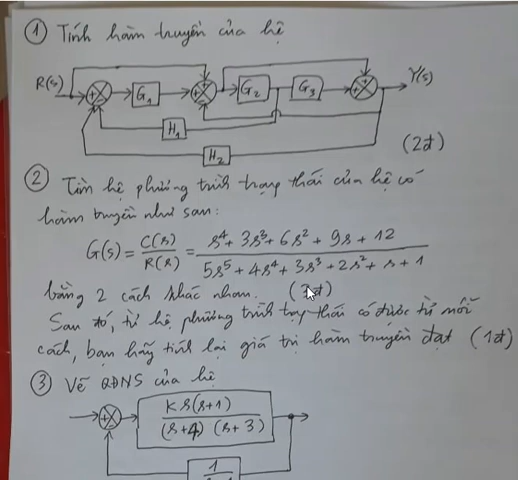 ① Tính hàm truyền của hệ
R(s) G₁ G₂ G₃ Y(s)
H₁
H₂ (2đ)
② Tìm hệ phương trình trạng thái của hệ có
hàm truyền như sau:
G(s) = C(s)/R(s) = (s⁴ + 3s³ + 6s² + 9s + 12)/(5s⁵ + 4s⁴ + 3s³ + 2s² + s + 1)
bằng 2 cách khác nhau.
Sau đó, từ hệ phương trình trạng thái có được từ mỗi
cách, bạn hãy tính lại giá trị hàm truyền đạt (1đ)
③ Vẽ QĐNS của hệ
K s(s+1)
(s+4) (s+3)
1